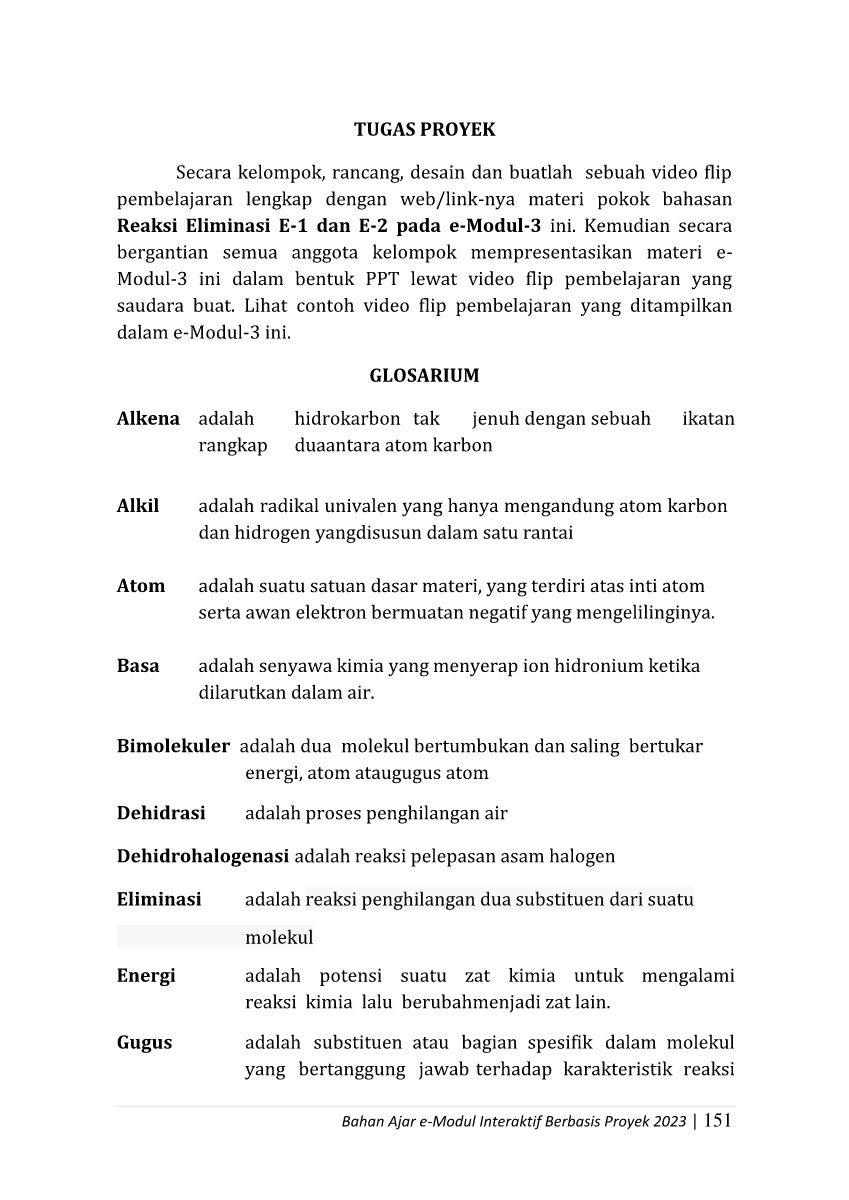 TUGAS PROYEK
Secara kelompok, rancang, desain dan buatlah sebuah video flip
pembelajaran lengkap dengan web/link-nya materi pokok bahasan
Reaksi Eliminasi E-1 dan E-2 pada e-Modul-3 ini. Kemudian secara
bergantian semua anggota kelompok mempresentasikan materi e-
Modul-3 ini dalam bentuk PPT lewat video flip pembelajaran yang
saudara buat. Lihat contoh video flip pembelajaran yang ditampilkan
dalam e-Modul-3 ini.
GLOSARIUM
Alkena adalah hidrokarbon tak jenuh dengan sebuah ikatan
rangkap duaantara atom karbon
Alkil adalah radikal univalen yang hanya mengandung atom karbon
dan hidrogen yangdisusun dalam satu rantai
Atom adalah suatu satuan dasar materi, yang terdiri atas inti atom
serta awan elektron bermuatan negatif yang mengelilinginya.
Basa adalah senyawa kimia yang menyerap ion hidronium ketika
dilarutkan dalam air.
Bimolekuler adalah dua molekul bertumbukan dan saling bertukar
energi, atom ataugugus atom
Dehidrasi adalah proses penghilangan air
Dehidrohalogenasi adalah reaksi pelepasan asam halogen
Eliminasi adalah reaksi penghilangan dua substituen dari suatu
molekul
Energi adalah potensi suatu zat kimia untuk mengalami
reaksi kimia lalu berubahmenjadi zat lain.
Gugus adalah substituen atau bagian spesifik dalam molekul
yang bertanggung jawab terhadap karakteristik reaksi
Bahan Ajar e-Modul Interaktif Berbasis Proyek 2023 | 151